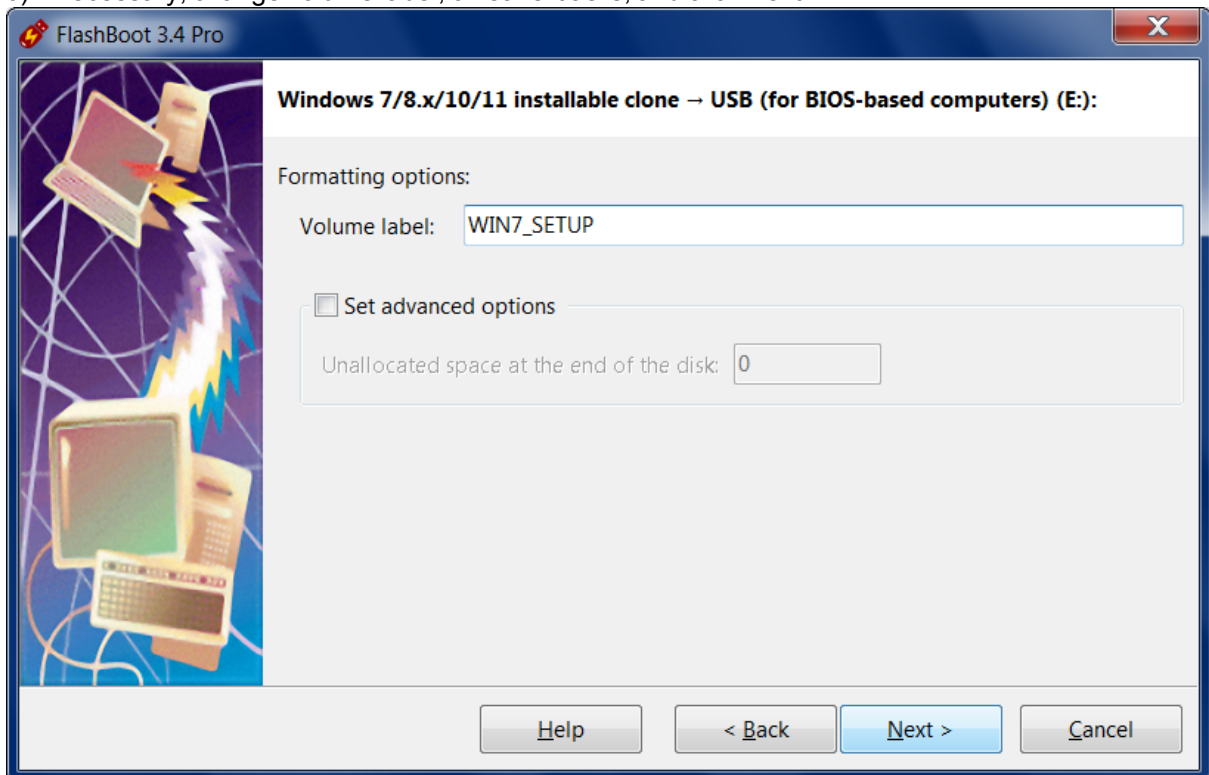 FlashBoot 3.4 Pro
Windows 7/8.x/10/11 installable clone → USB (for BIOS-based computers) (E:):
Formatting options:
Volume label: WIN7_SETUP
Set advanced options
Unallocated space at the end of the disk: 0
Help < Back Next > Cancel